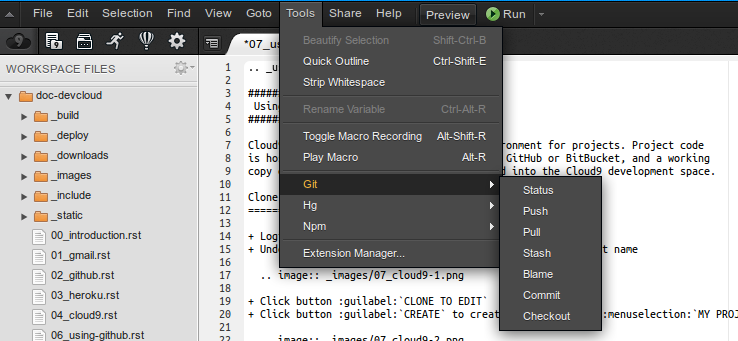 File Edit Selection Find View Goto Tools Share Help Preview Run
*07_us
WORKSPACE FILES
doc-devcloud
_build
_deploy
_downloads
_images
_include
_static
00_introduction.rst
01_gmail.rst
02_github.rst
03_heroku.rst
04_cloud9.rst
06_using-github.rst
Beautify Selection Shift-Ctrl-B
Quick Outline Ctrl-Shift-E
Strip Whitespace
Rename Variable Ctrl-Alt-R
Toggle Macro Recording Alt-Shift-R
Play Macro Alt-R
Git
Hg
Npm
Extension Manager...
Status
Push
Pull
Stash
Blame
Commit
Checkout
1 .. _u
2
3 ######
4 Using
5 ######
6
7 Cloud ronment for projects. Project code
8 is ho GitHub or BitBucket, and a working
9 copy d into the Cloud9 development space.
10
11 Clone
12 =====
13
14 + Log
15 + Unde t name
16
17 .. image:: _images/07_cloud9-1.png
18
19 + Click button :guilabel:`CLONE TO EDIT`
20 + Click button :guilabel:`CREATE` to creat :menuselection:`MY PROJ
21
22 .. image:: _images/07_cloud9-2.png